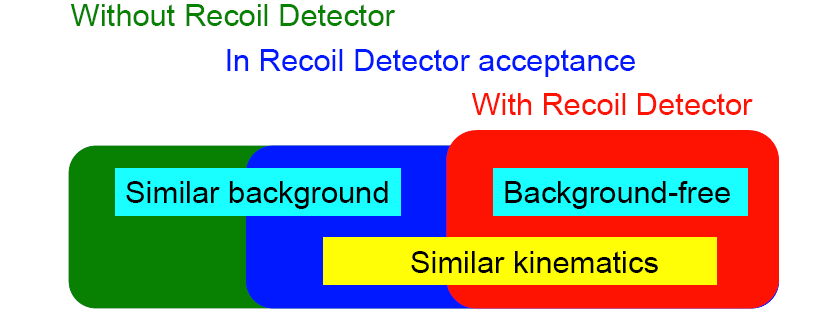 Without Recoil Detector
In Recoil Detector acceptance
With Recoil Detector
Similar background
Background-free
Similar kinematics